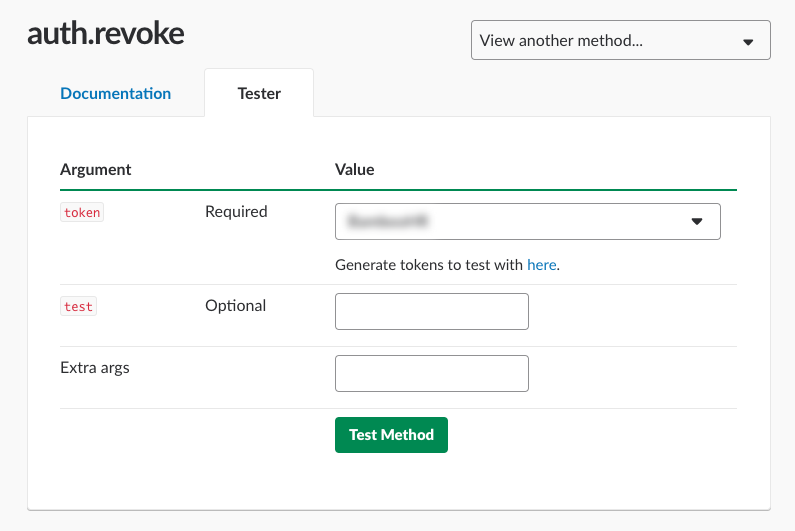 auth.revoke
View another method...
Documentation
Tester
Argument
Value
token
Required
Generate tokens to test with here.
test
Optional
Extra args
Test Method